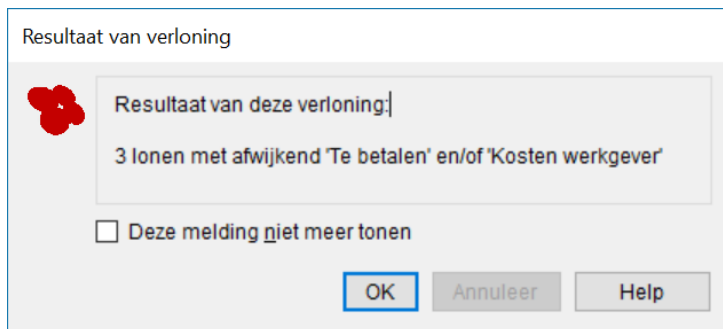 Resultaat van verloning
Resultaat van deze verloning:
3 lonen met afwijkend 'Te betalen' en/of 'Kosten werkgever'
Deze melding niet meer tonen
OK Annuleer Help